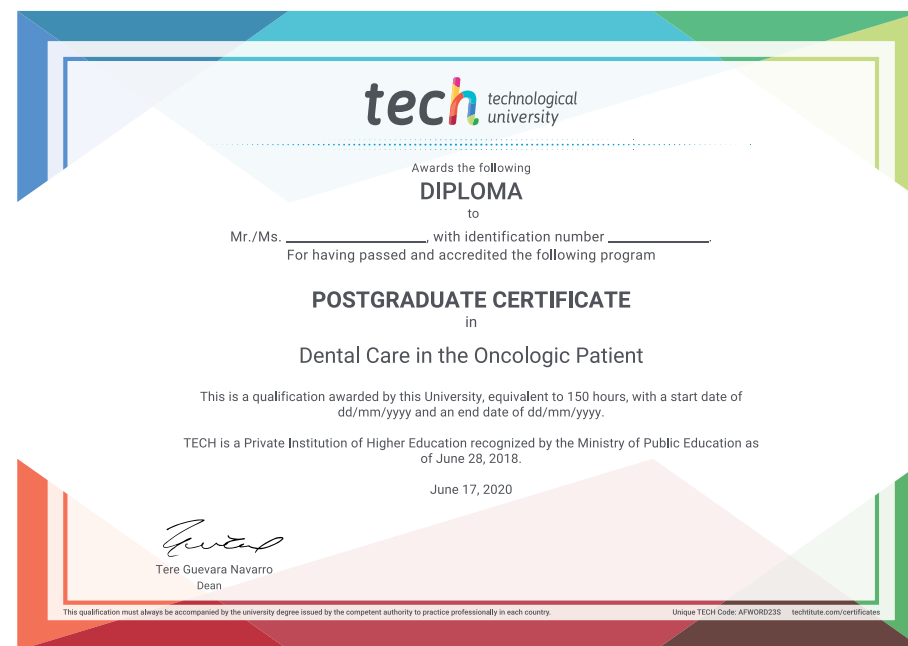 tech technological
university
Awards the following
DIPLOMA
to
Mr./Ms. ____________________, with identification number ______________.
For having passed and accredited the following program
POSTGRADUATE CERTIFICATE
in
Dental Care in the Oncologic Patient
This is a qualification awarded by this University, equivalent to 150 hours, with a start date of
dd/mm/yyyy and an end date of dd/mm/yyyy.
TECH is a Private Institution of Higher Education recognized by the Ministry of Public Education as
of June 28, 2018.
June 17, 2020
Tere Guevara Navarro
Dean
This qualification must always be accompanied by the university degree issued by the competent authority to practice professionally in each country. Unique TECH Code: AFWORD23S techtitute.com/certificates